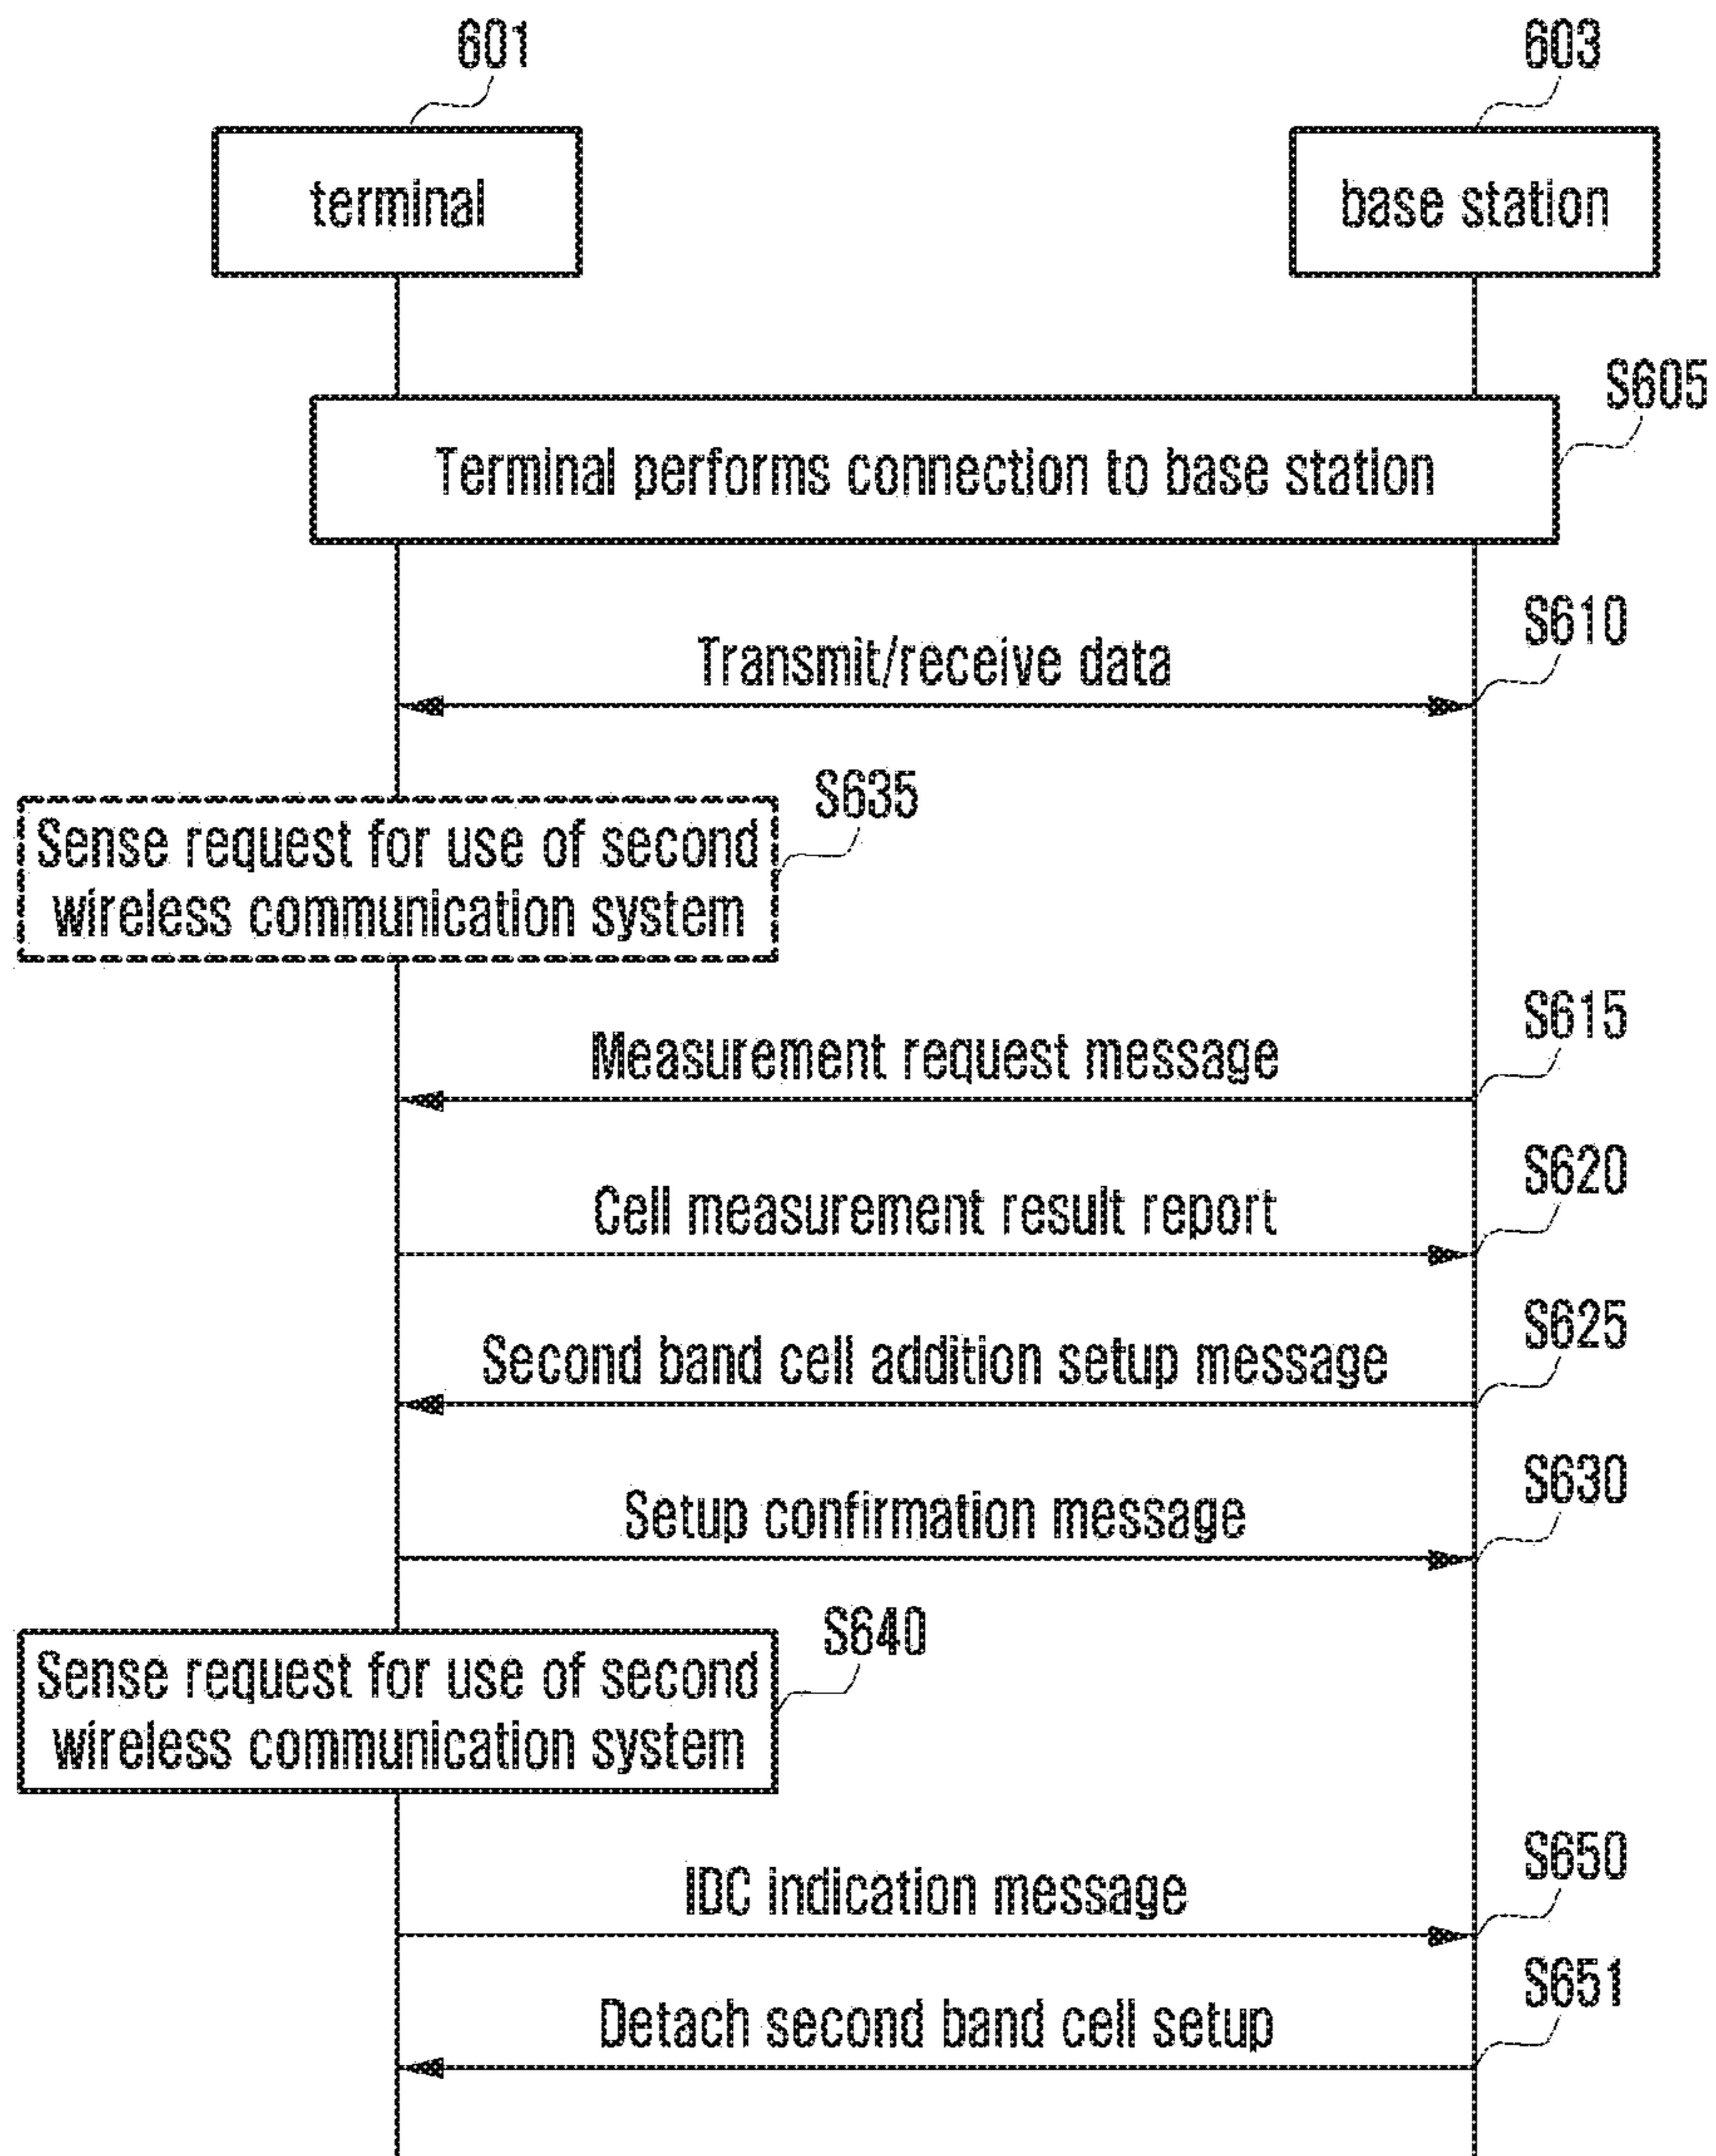 601
603
terminal
base station
S605
Terminal performs connection to base station
S610
Transmit/receive data
S635
Sense request for use of second
wireless communication system
S615
Measurement request message
S620
Cell measurement result report
S625
Second band cell addition setup message
S630
Setup confirmation message
S640
Sense request for use of second
wireless communication system
S650
IDC indication message
S651
Detach second band cell setup